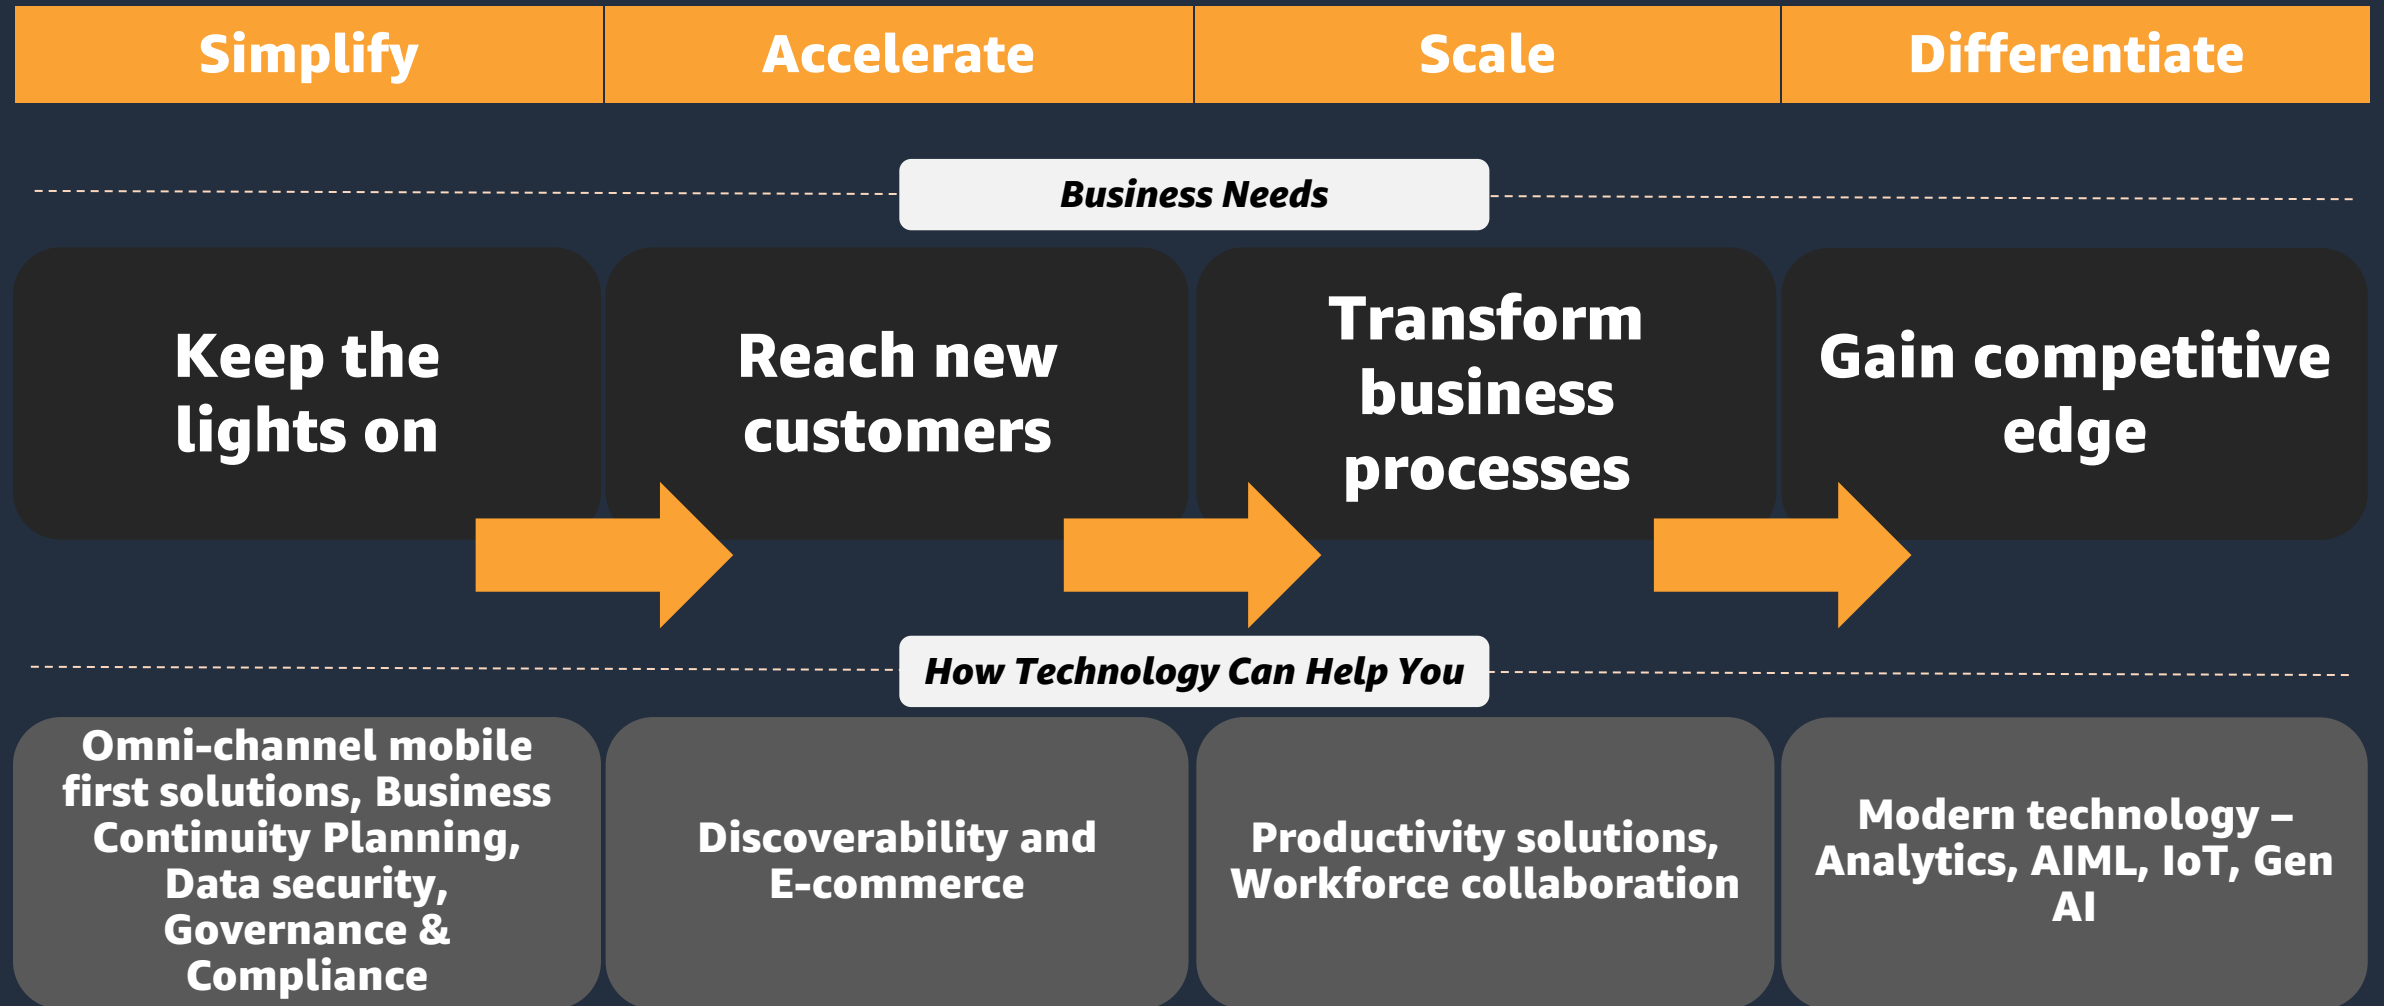 Simplify
Accelerate
Scale
Differentiate
Business Needs
Keep the
lights on
Reach new
customers
Transform
business
processes
Gain competitive
edge
How Technology Can Help You
Omni-channel mobile
first solutions, Business
Continuity Planning,
Data security,
Governance &
Compliance
Discoverability and
E-commerce
Productivity solutions,
Workforce collaboration
Modern technology –
Analytics, AIML, IoT, Gen
AI